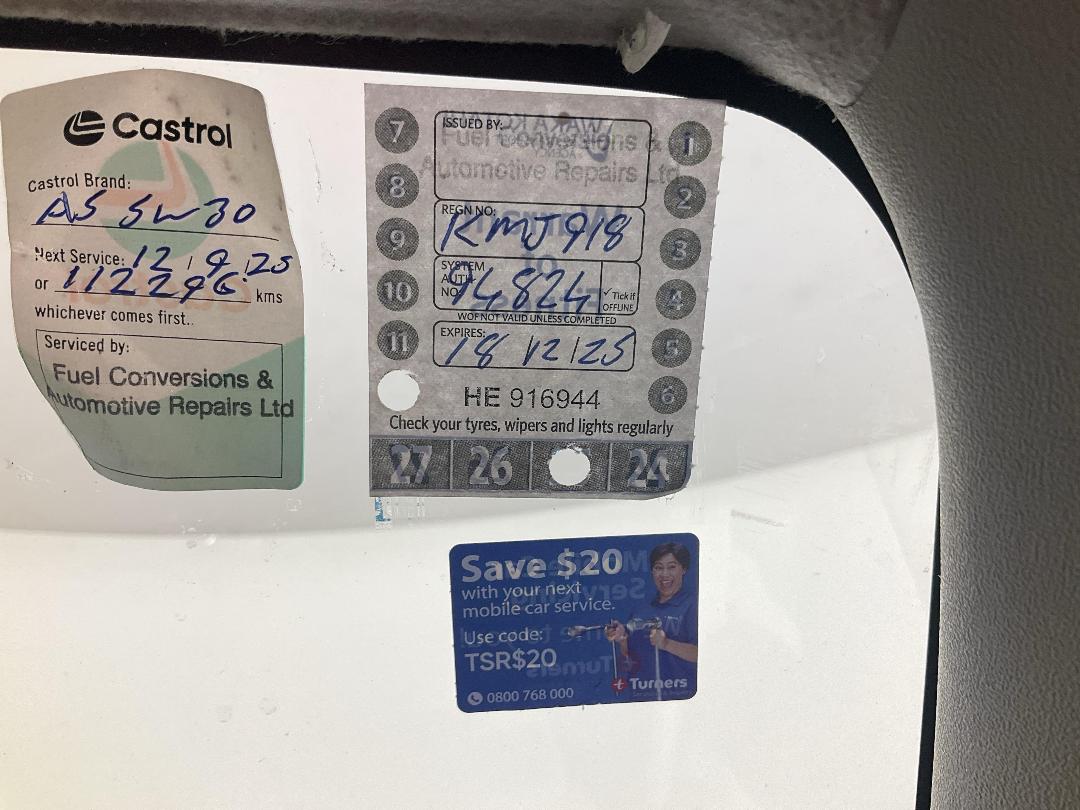 Castrol
Castrol Brand:
AS 5W30
Next Service: 12 / 9 / 25
or 112296 kms
whichever comes first.
Serviced by:
Fuel Conversions &
Automotive Repairs Ltd
7
8
9
10
11
ISSUED BY:
Fuel Conversions &
Automotive Repairs Ltd
REGN NO:
KMJ918
SYSTEM
AUTH
NO:
94824
✓ Tick if
OFFLINE
WOF NOT VALID UNLESS COMPLETED
EXPIRES:
18 12 / 25
HE 916944
Check your tyres, wipers and lights regularly
1
2
3
4
5
6
27 26 24
Save $20
with your next
mobile car service.
Use code:
TSR$20
0800 768 000
Turners